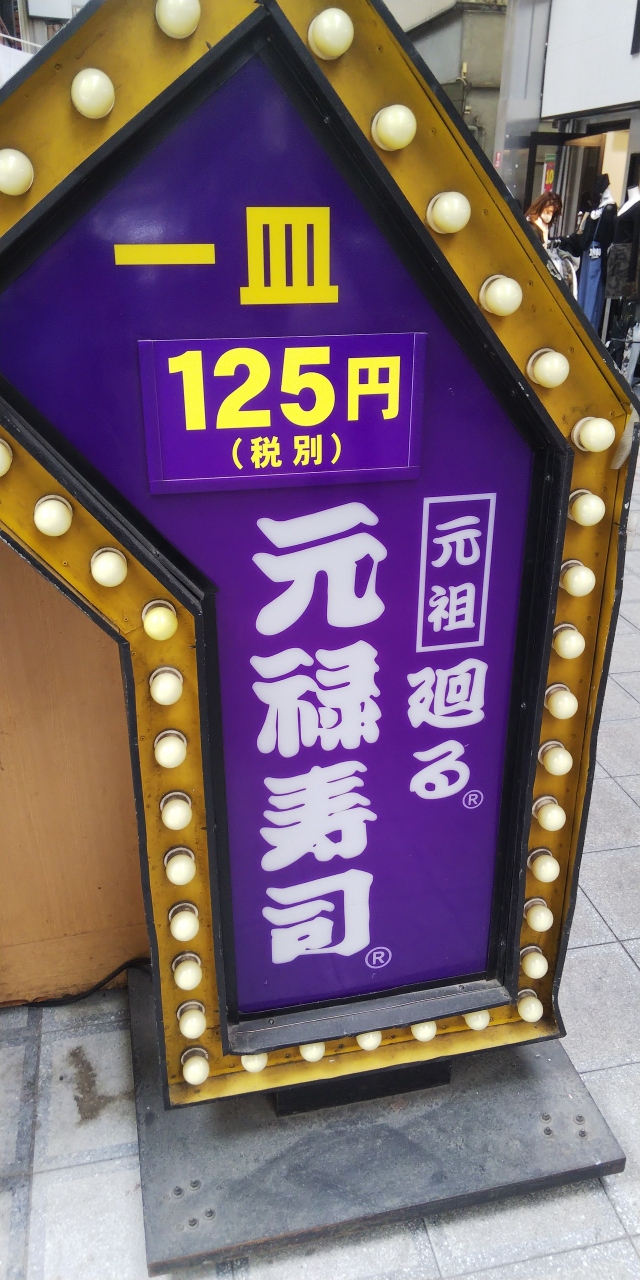 一皿
125円
(税別)
元祖
廻る®
元禄寿司®